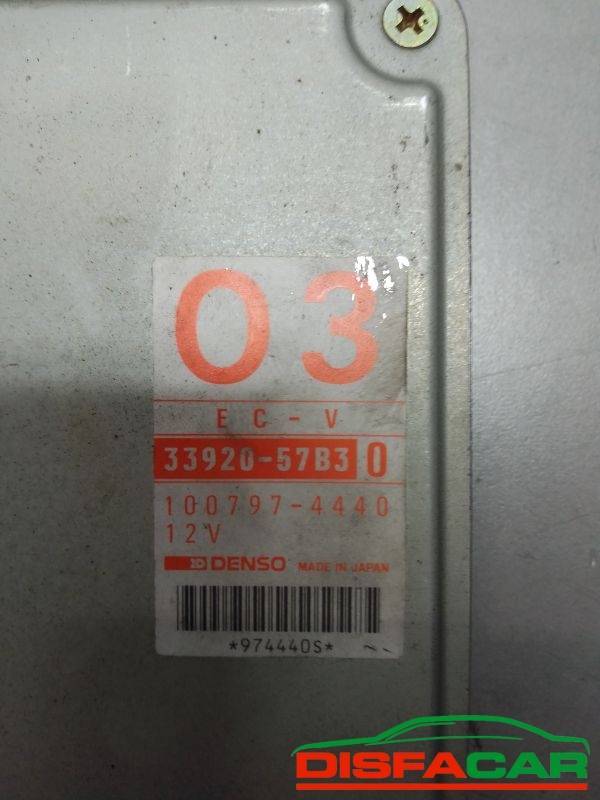 03
EC-V
33920-57B3 0
100797-4440
12V
DENSO MADE IN JAPAN
*974440S*
DISFACAR